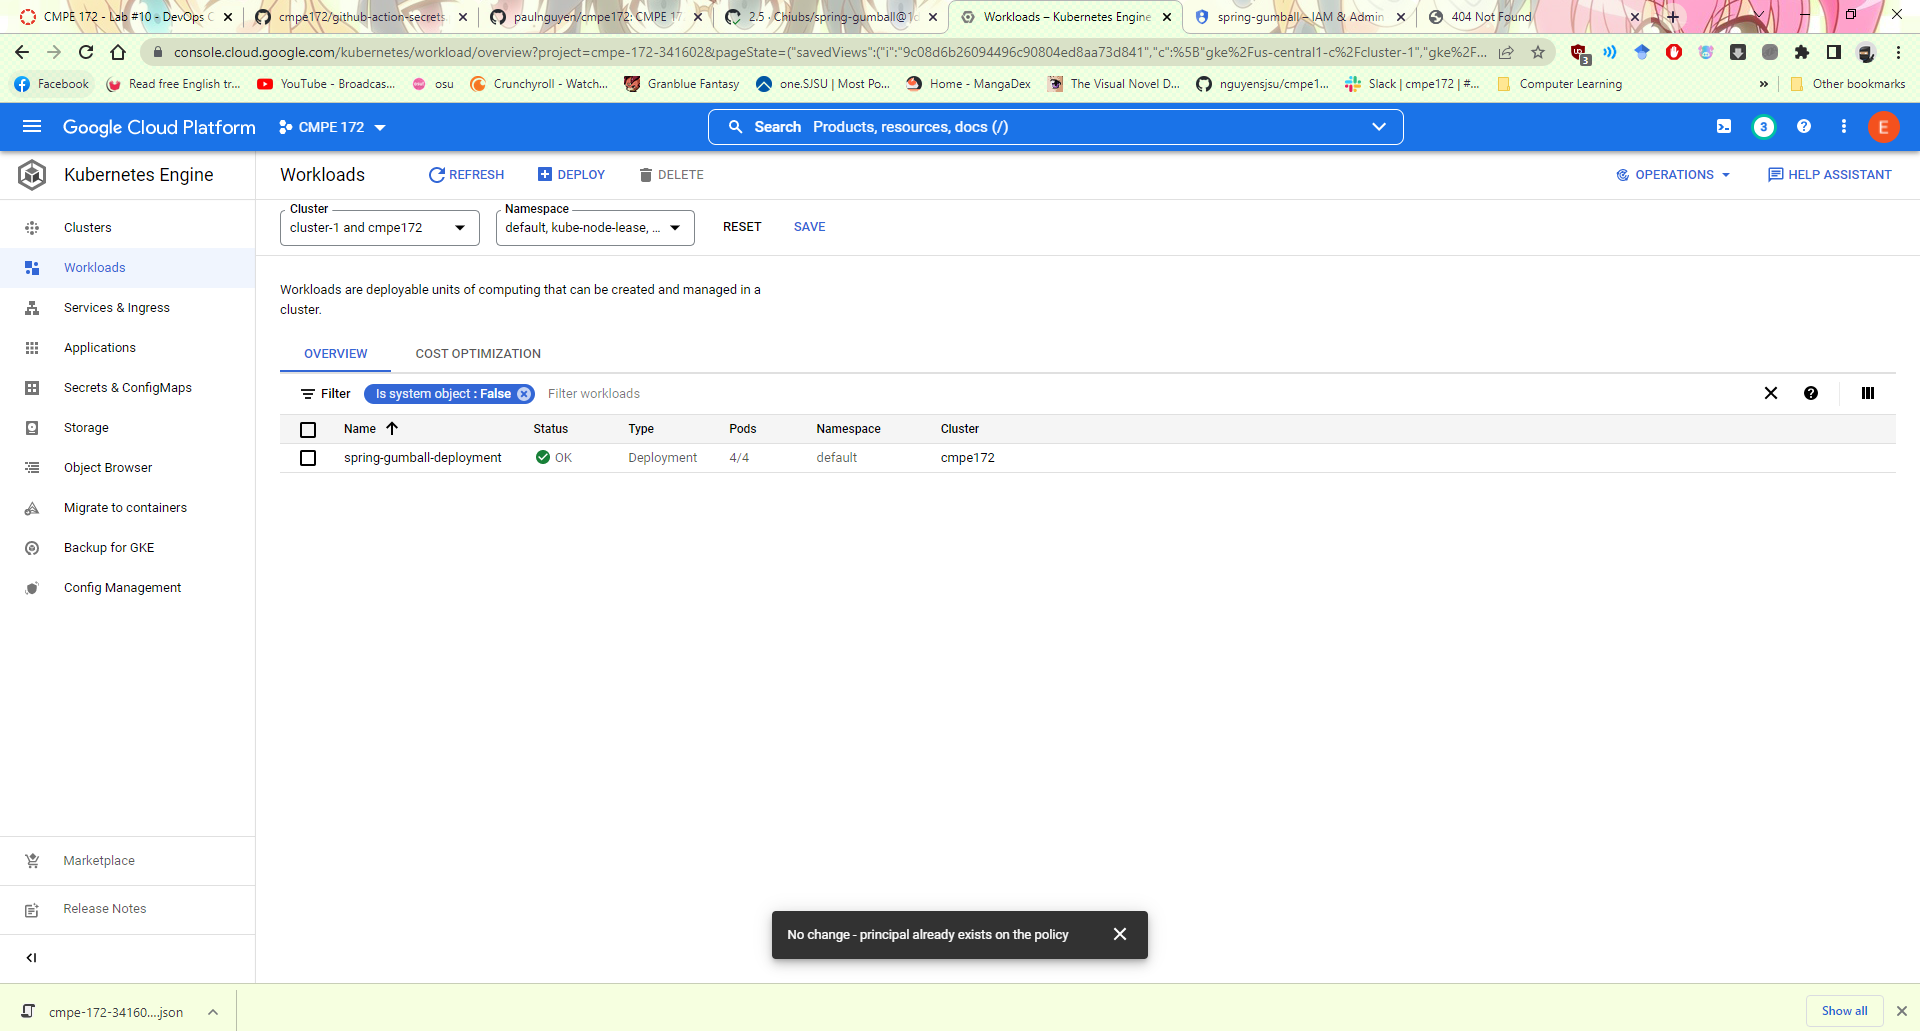 CMPE 172 - Lab #10 - DevOps C
cmpe172/github-action-secrets.
paulnguyen/cmpe172: CMPE 17
2.5 · Chiubs/spring-gumball@1
Workloads – Kubernetes Engine
spring-gumball – IAM & Admin
404 Not Found
console.cloud.google.com/kubernetes/workload/overview?project=cmpe-172-341602&pageState=("savedViews":("i":"9c08d6b26094496c90804ed8aa73d841","c":%5B"gke%2Fus-central1-c%2Fcluster-1","gke%2F...
3
Facebook
Read free English tr...
YouTube - Broadcas...
osu
Crunchyroll - Watch...
Granblue Fantasy
one.SJSU | Most Po...
Home - MangaDex
The Visual Novel D...
nguyensjsu/cmpe1...
Slack | cmpe172 | #...
Computer Learning
»
Other bookmarks
Google Cloud Platform
CMPE 172
Search Products, resources, docs (/)
3
E
Kubernetes Engine
Workloads
REFRESH
DEPLOY
DELETE
OPERATIONS
HELP ASSISTANT
Clusters
Workloads
Services & Ingress
Applications
Secrets & ConfigMaps
Storage
Object Browser
Migrate to containers
Backup for GKE
Config Management
Marketplace
Release Notes
Cluster
cluster-1 and cmpe172
Namespace
default, kube-node-lease, ...
RESET
SAVE
Workloads are deployable units of computing that can be created and managed in a
cluster.
OVERVIEW
COST OPTIMIZATION
Filter
Is system object : False
Filter workloads
Name Status Type Pods Namespace Cluster
spring-gumball-deployment OK Deployment 4/4 default cmpe172
No change - principal already exists on the policy
cmpe-172-34160....json
Show all